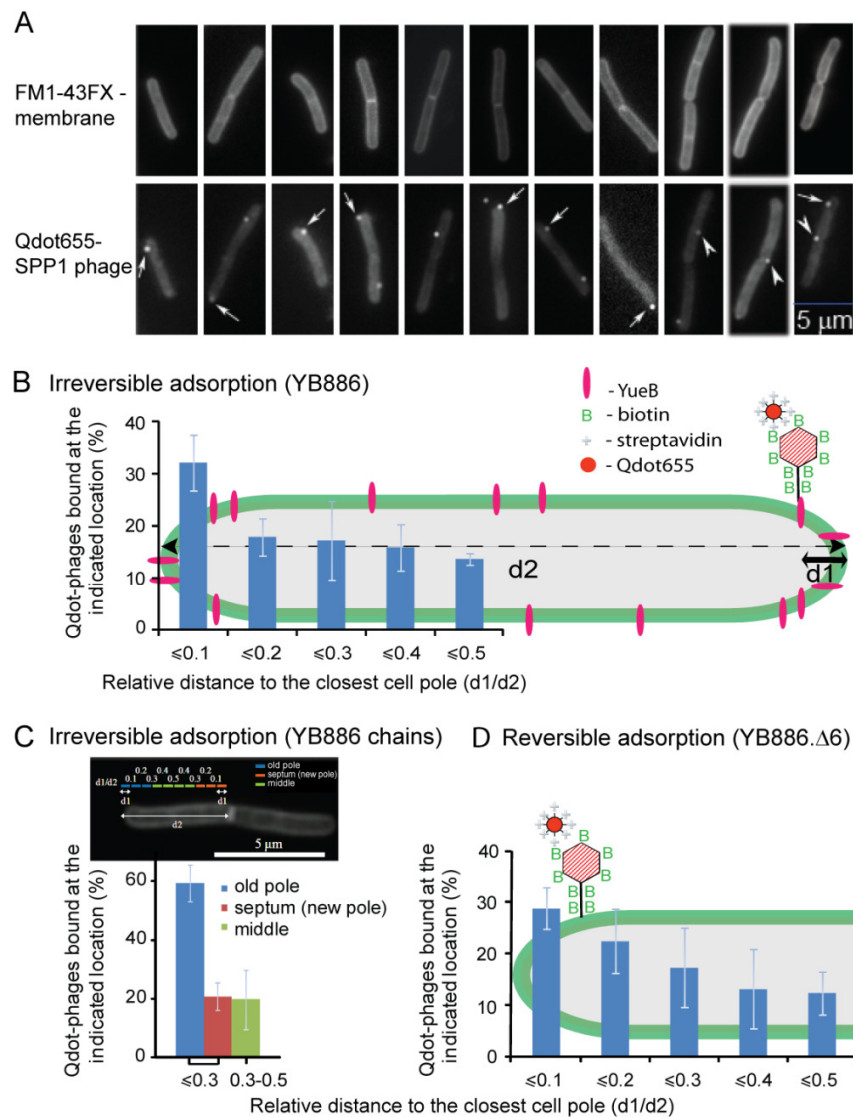 A
FM1-43FX -
membrane
Qdot655-
SPP1 phage
5 μm
B Irreversible adsorption (YB886)
Qdot-phages bound at the
indicated location (%)
40
30
20
10
0
- YueB
B - biotin
- streptavidin
- Qdot655
B
B B
B B
B B
B B
d2
d1
≤0.1 ≤0.2 ≤0.3 ≤0.4 ≤0.5
Relative distance to the closest cell pole (d1/d2)
C Irreversible adsorption (YB886 chains)
0.2 0.4 0.4 0.2
d1/d2 0.1 0.3 0.5 0.3 0.1
old pole
septum (new pole)
middle
d1 d1
d2
5 μm
Qdot-phages bound at the
indicated location (%)
60
40
20
0
old pole
septum (new pole)
middle
≤0.3 0.3-0.5
D Reversible adsorption (YB886.Δ6)
B
B B
B B
B B
B B
Qdot-phages bound at the
indicated location (%)
40
30
20
10
0
≤0.1 ≤0.2 ≤0.3 ≤0.4 ≤0.5
Relative distance to the closest cell pole (d1/d2)